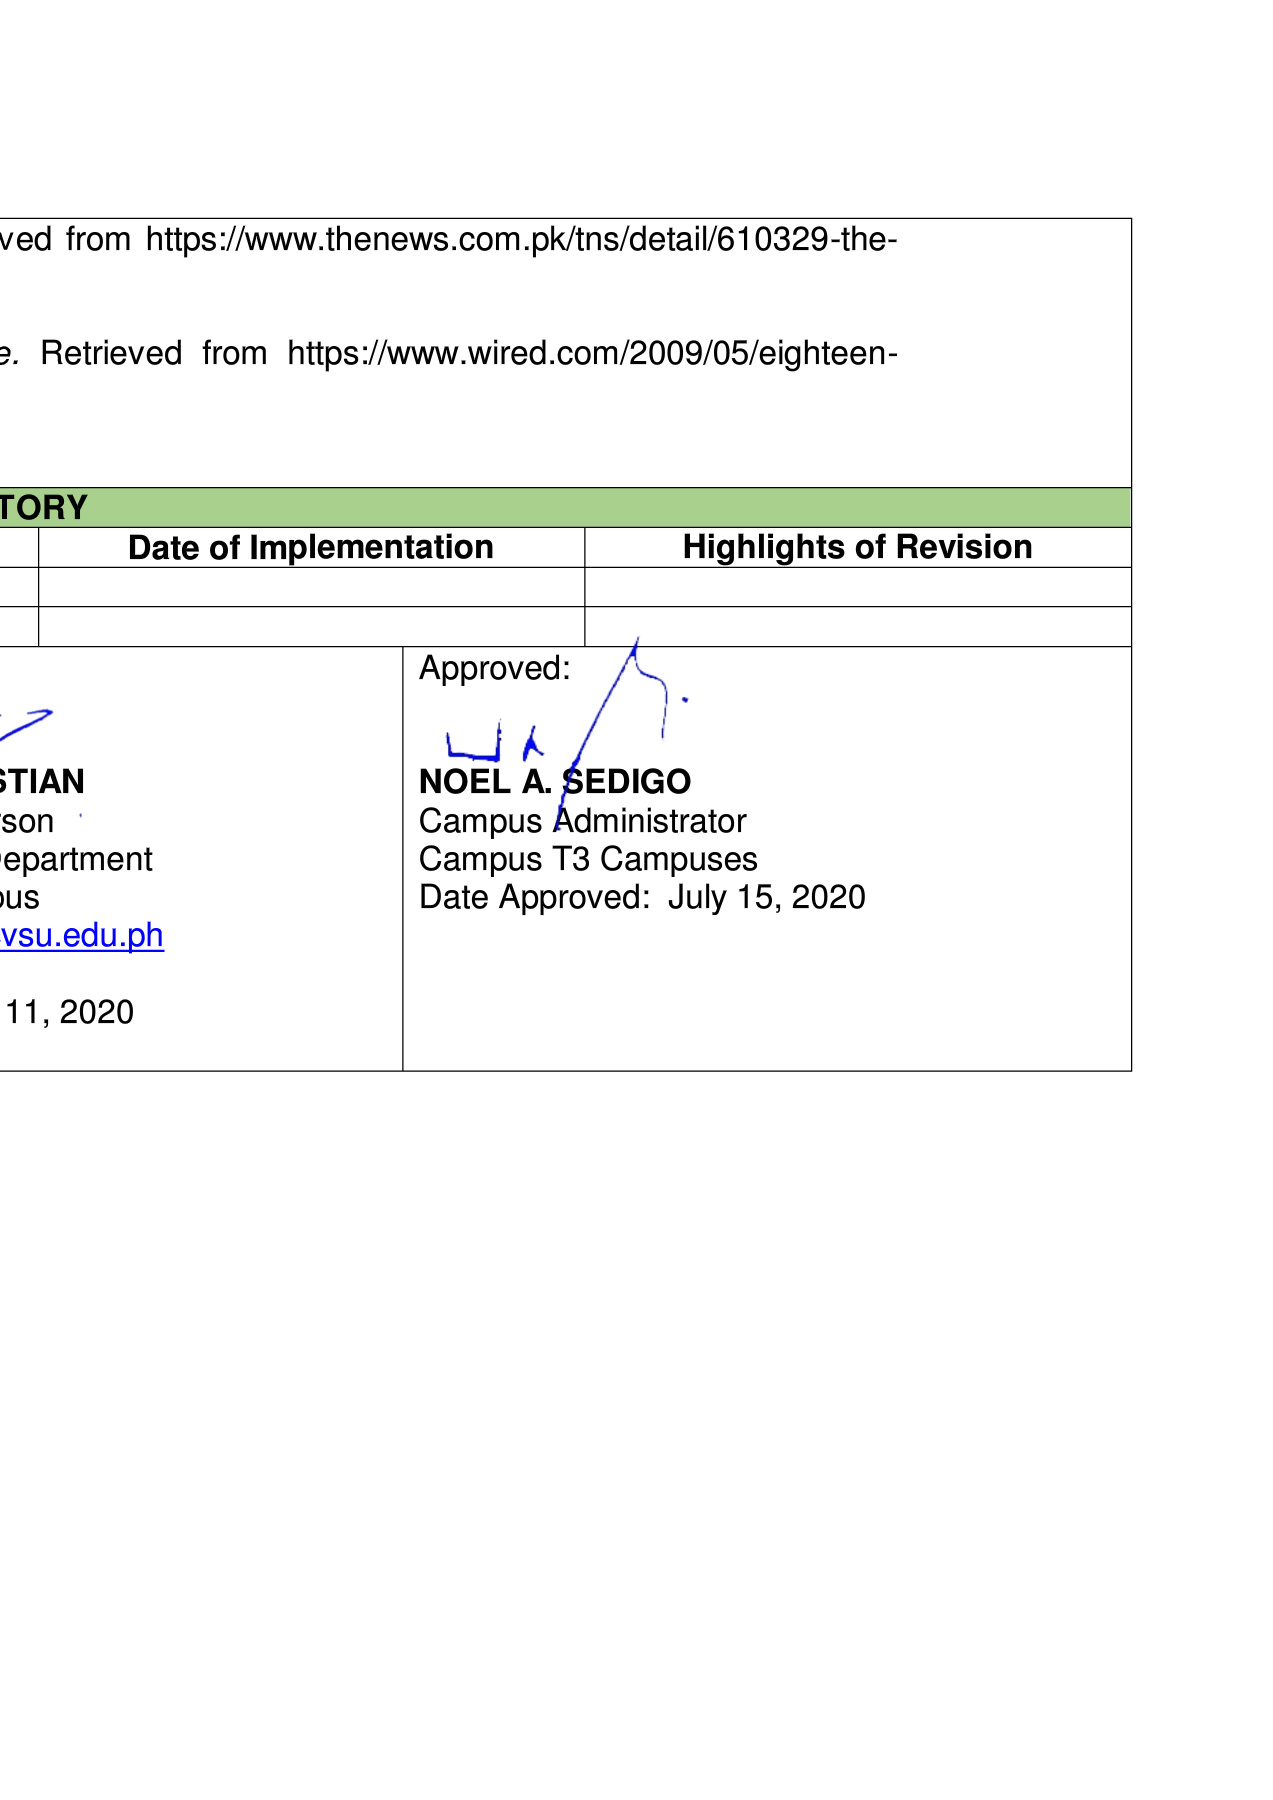 ved from https://www.thenews.com.pk/tns/detail/610329-the-
e. Retrieved from https://www.wired.com/2009/05/eighteen-
TORY
Date of Implementation Highlights of Revision
Approved:
STIAN
rson
epartment
ous
vsu.edu.ph
11, 2020
NOEL A. SEDIGO
Campus Administrator
Campus T3 Campuses
Date Approved: July 15, 2020